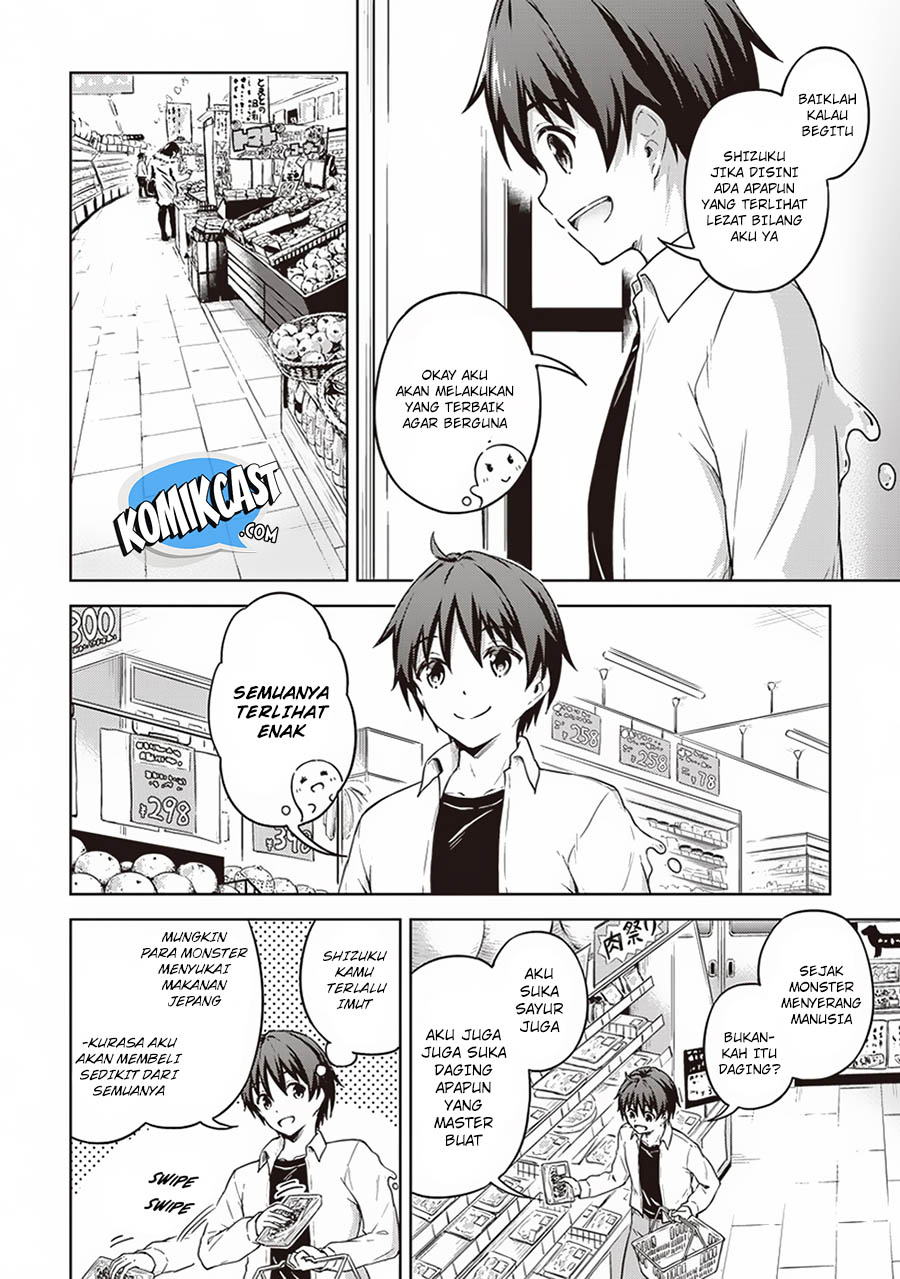 BAIKLAH
KALAU
BEGITU
SHIZUKU
JIKA DISINI
ADA APAPUN
YANG TERLIHAT
LEZAT BILANG
AKU YA
OKAY AKU
AKAN MELAKUKAN
YANG TERBAIK
AGAR BERGUNA
KOMIKCAST
.COM
300
SEMUANYA
TERLIHAT
ENAK
¥298
¥348
¥258
¥258
¥78
肉祭り
SEJAK
MONSTER
MENYERANG
MANUSIA
BUKAN-
KAH ITU
DAGING?
AKU
SUKA
SAYUR
JUGA
AKU JUGA
JUGA SUKA
DAGING
APAPUN
YANG
MASTER
BUAT
SHIZUKU
KAMU
TERLALU
IMUT
MUNGKIN
PARA MONSTER
MENYUKAI
MAKANAN
JEPANG
-KURASA AKU
AKAN MEMBELI
SEDIKIT DARI
SEMUANYA
SWIPE
SWIPE